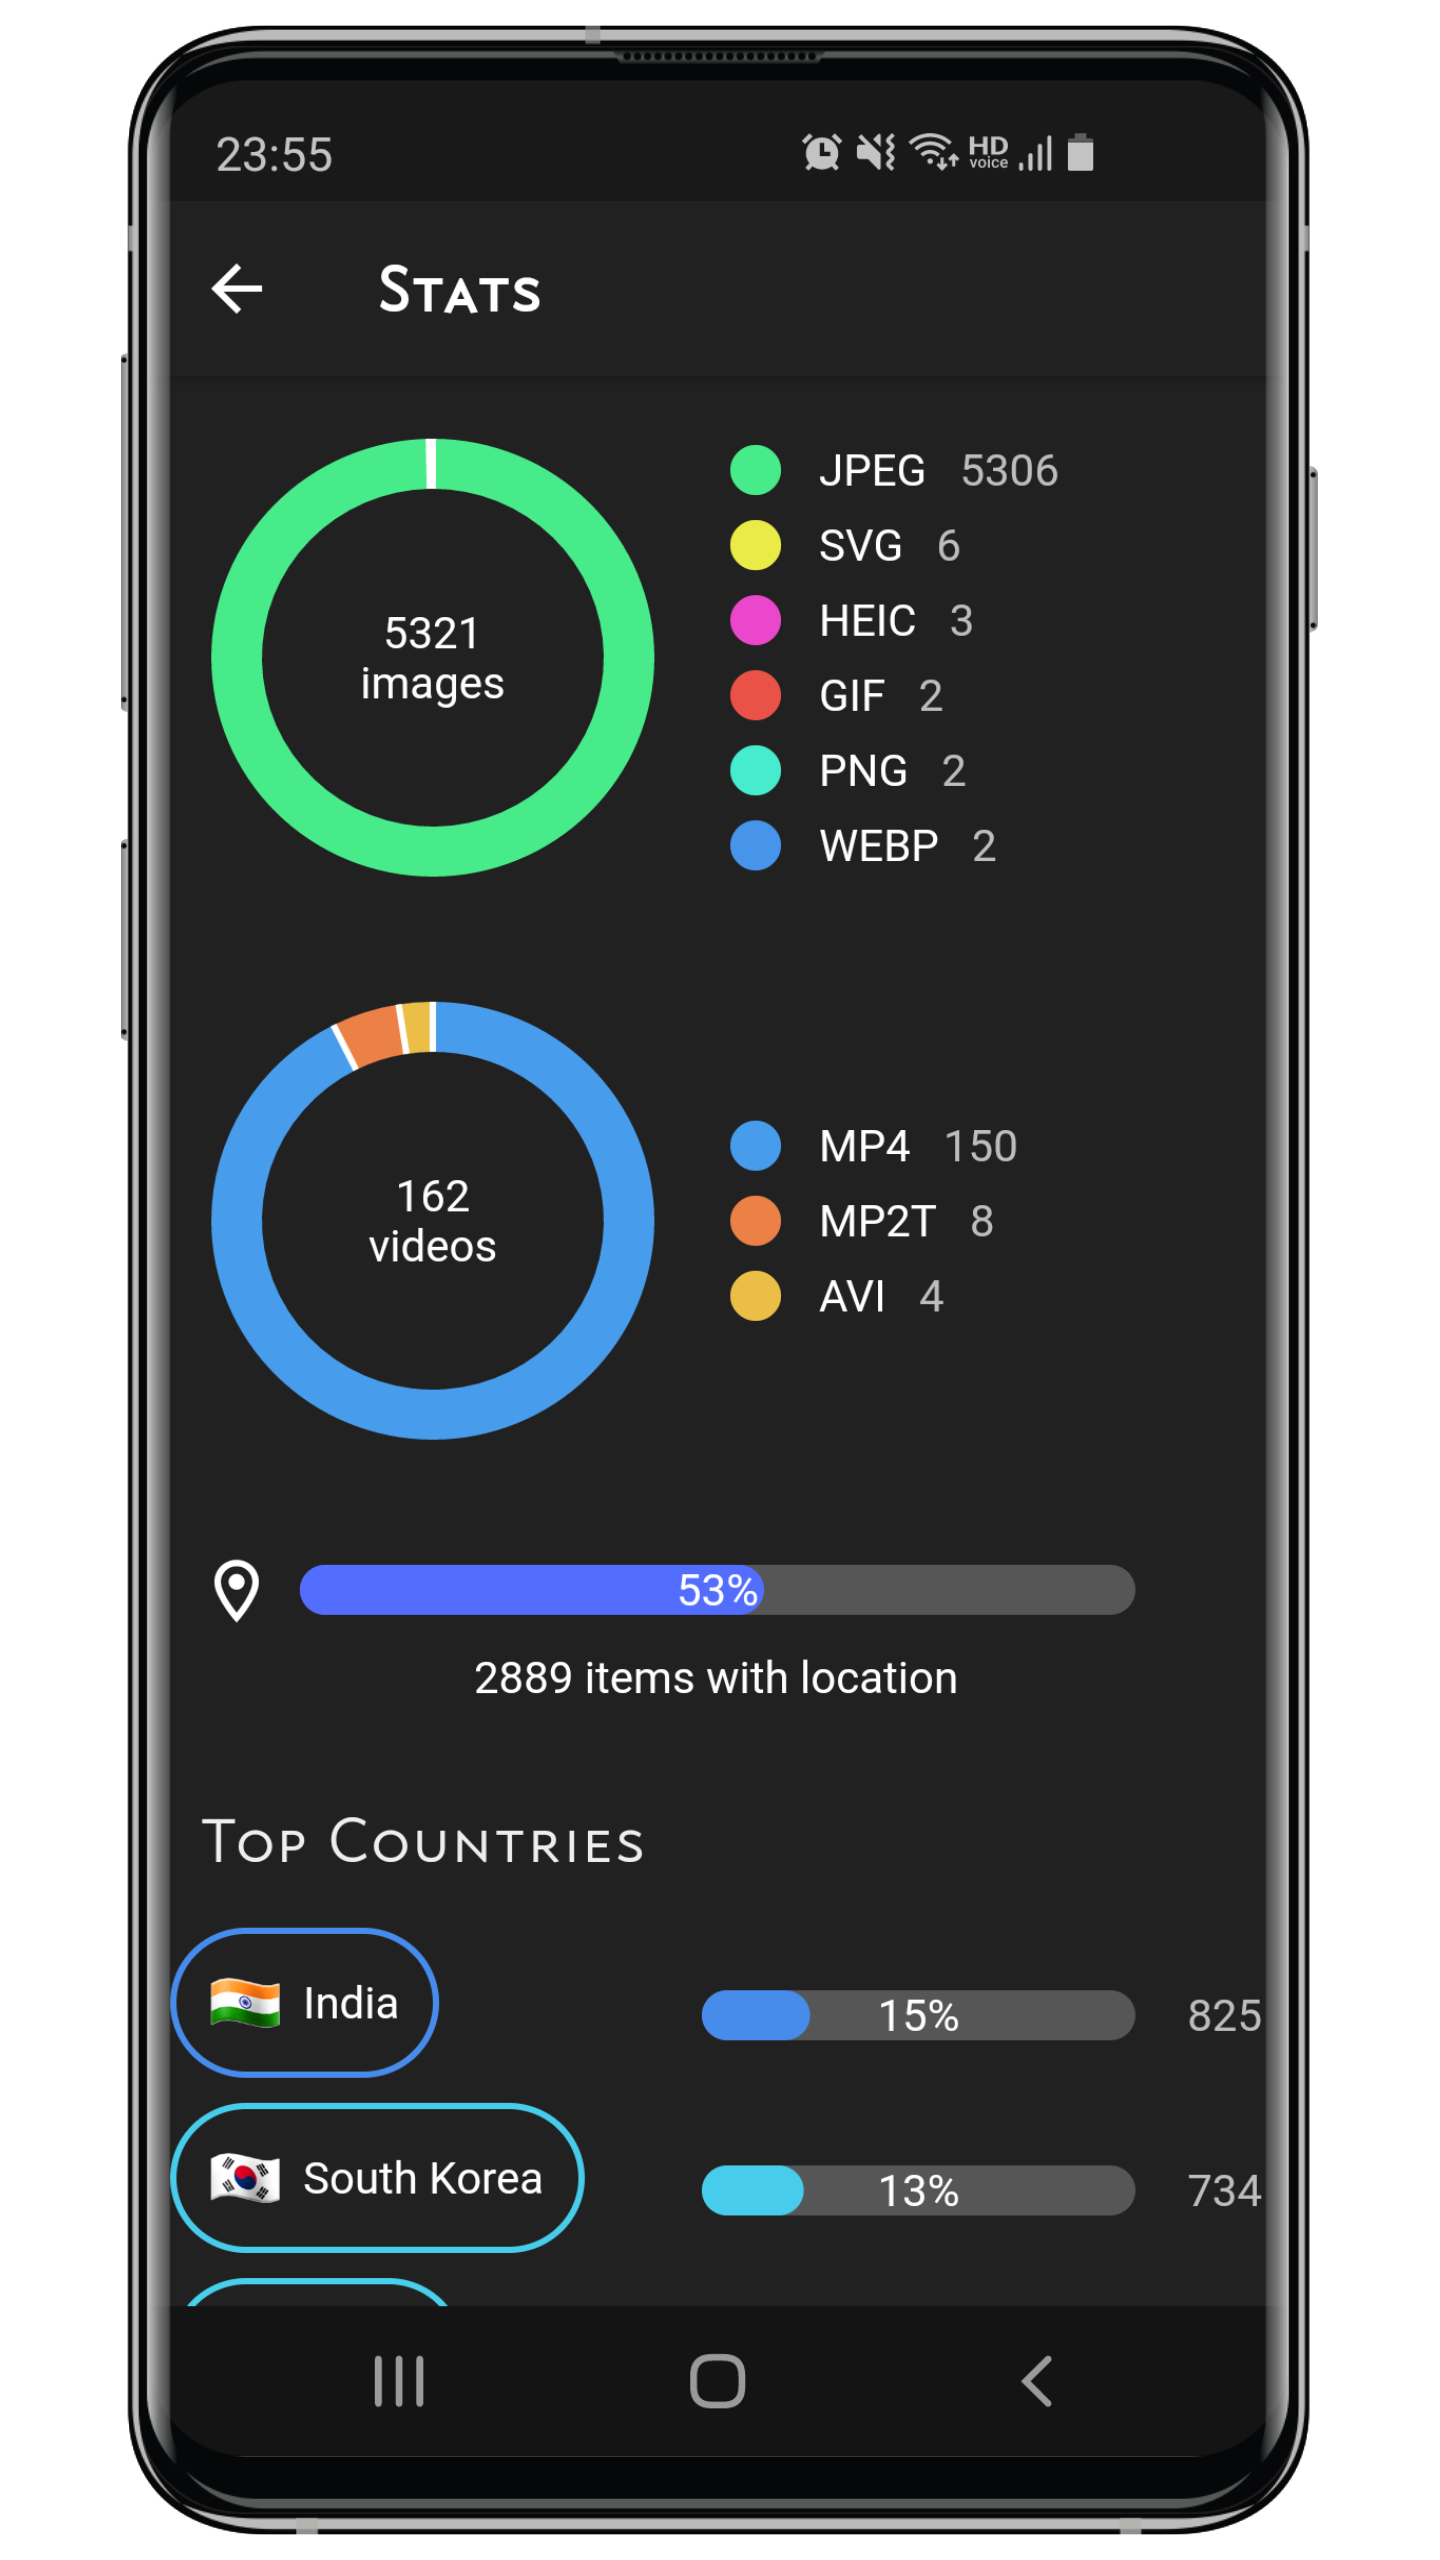 23:55
HD
voice
Stats
5321
images
JPEG 5306
SVG 6
HEIC 3
GIF 2
PNG 2
WEBP 2
162
videos
MP4 150
MP2T 8
AVI 4
53%
2889 items with location
Top Countries
India 15% 825
South Korea 13% 734